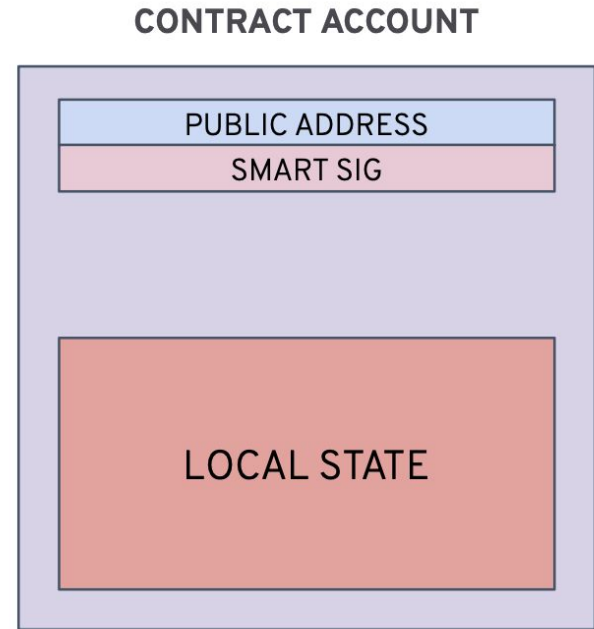 CONTRACT ACCOUNT
PUBLIC ADDRESS
SMART SIG
LOCAL STATE